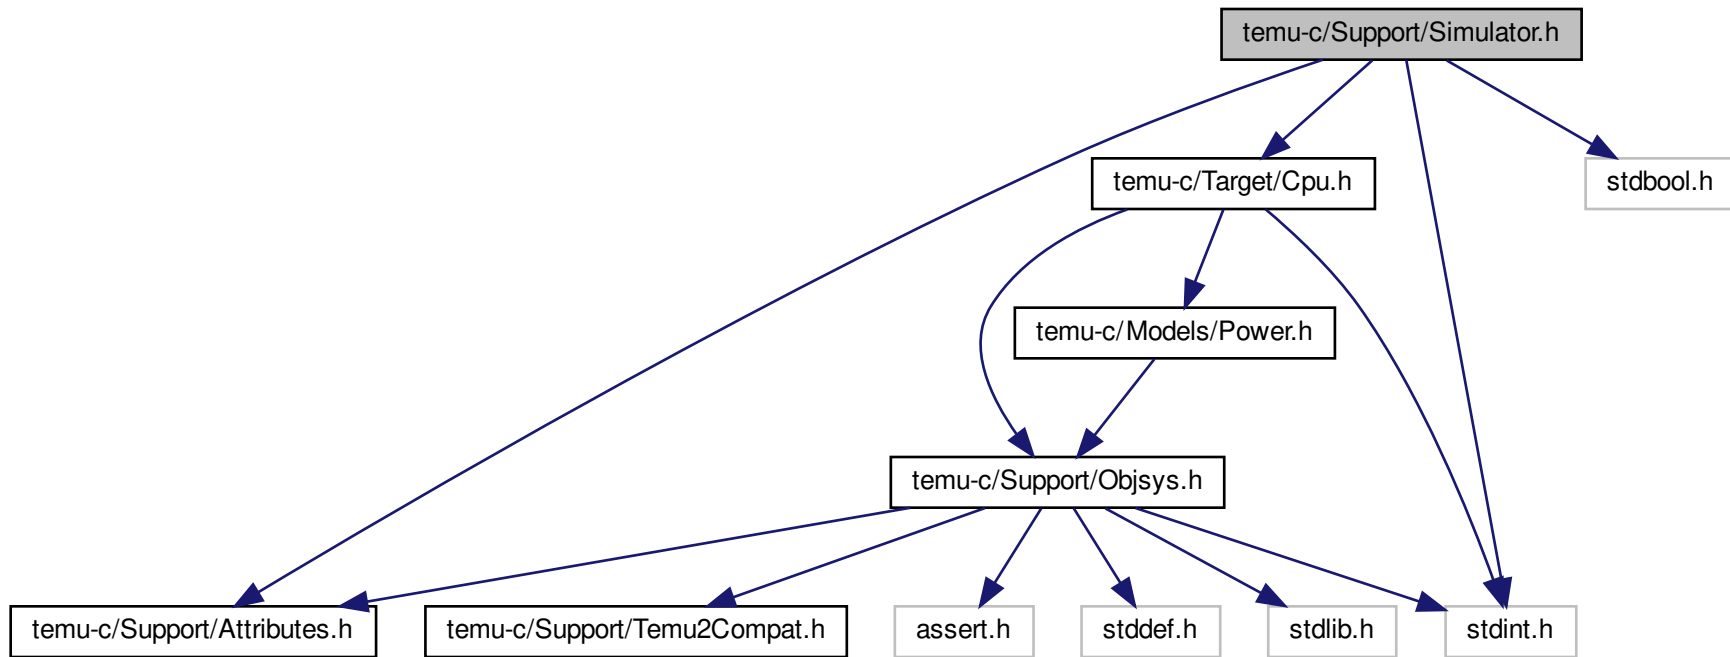 temu-c/Support/Simulator.h
temu-c/Target/Cpu.h
stdbool.h
temu-c/Models/Power.h
temu-c/Support/Objsys.h
temu-c/Support/Attributes.h
temu-c/Support/Temu2Compat.h
assert.h
stddef.h
stdlib.h
stdint.h